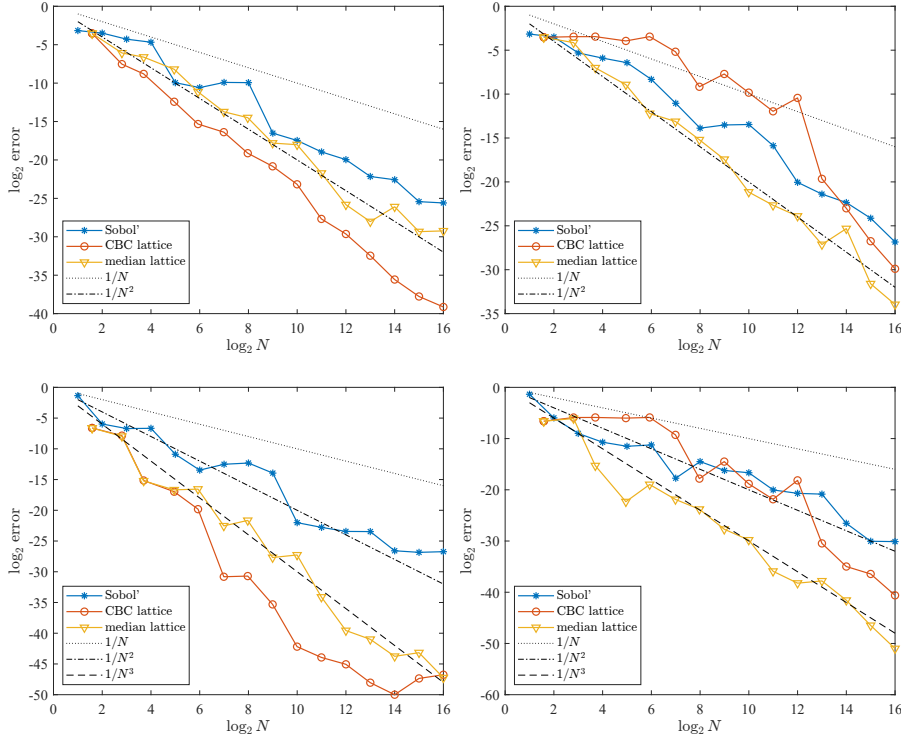 0
-5
-10
-15
-20
-25
-30
-35
-40
log₂ error
Sobol'
CBC lattice
median lattice
1/N
1/N²
0 2 4 6 8 10 12 14 16
log₂ N
0
-5
-10
-15
-20
-25
-30
-35
log₂ error
Sobol'
CBC lattice
median lattice
1/N
1/N²
0 2 4 6 8 10 12 14 16
log₂ N
0
-5
-10
-15
-20
-25
-30
-35
-40
-45
-50
log₂ error
Sobol'
CBC lattice
median lattice
1/N
1/N²
1/N³
0 2 4 6 8 10 12 14 16
log₂ N
0
-10
-20
-30
-40
-50
-60
log₂ error
Sobol'
CBC lattice
median lattice
1/N
1/N²
1/N³
0 2 4 6 8 10 12 14 16
log₂ N